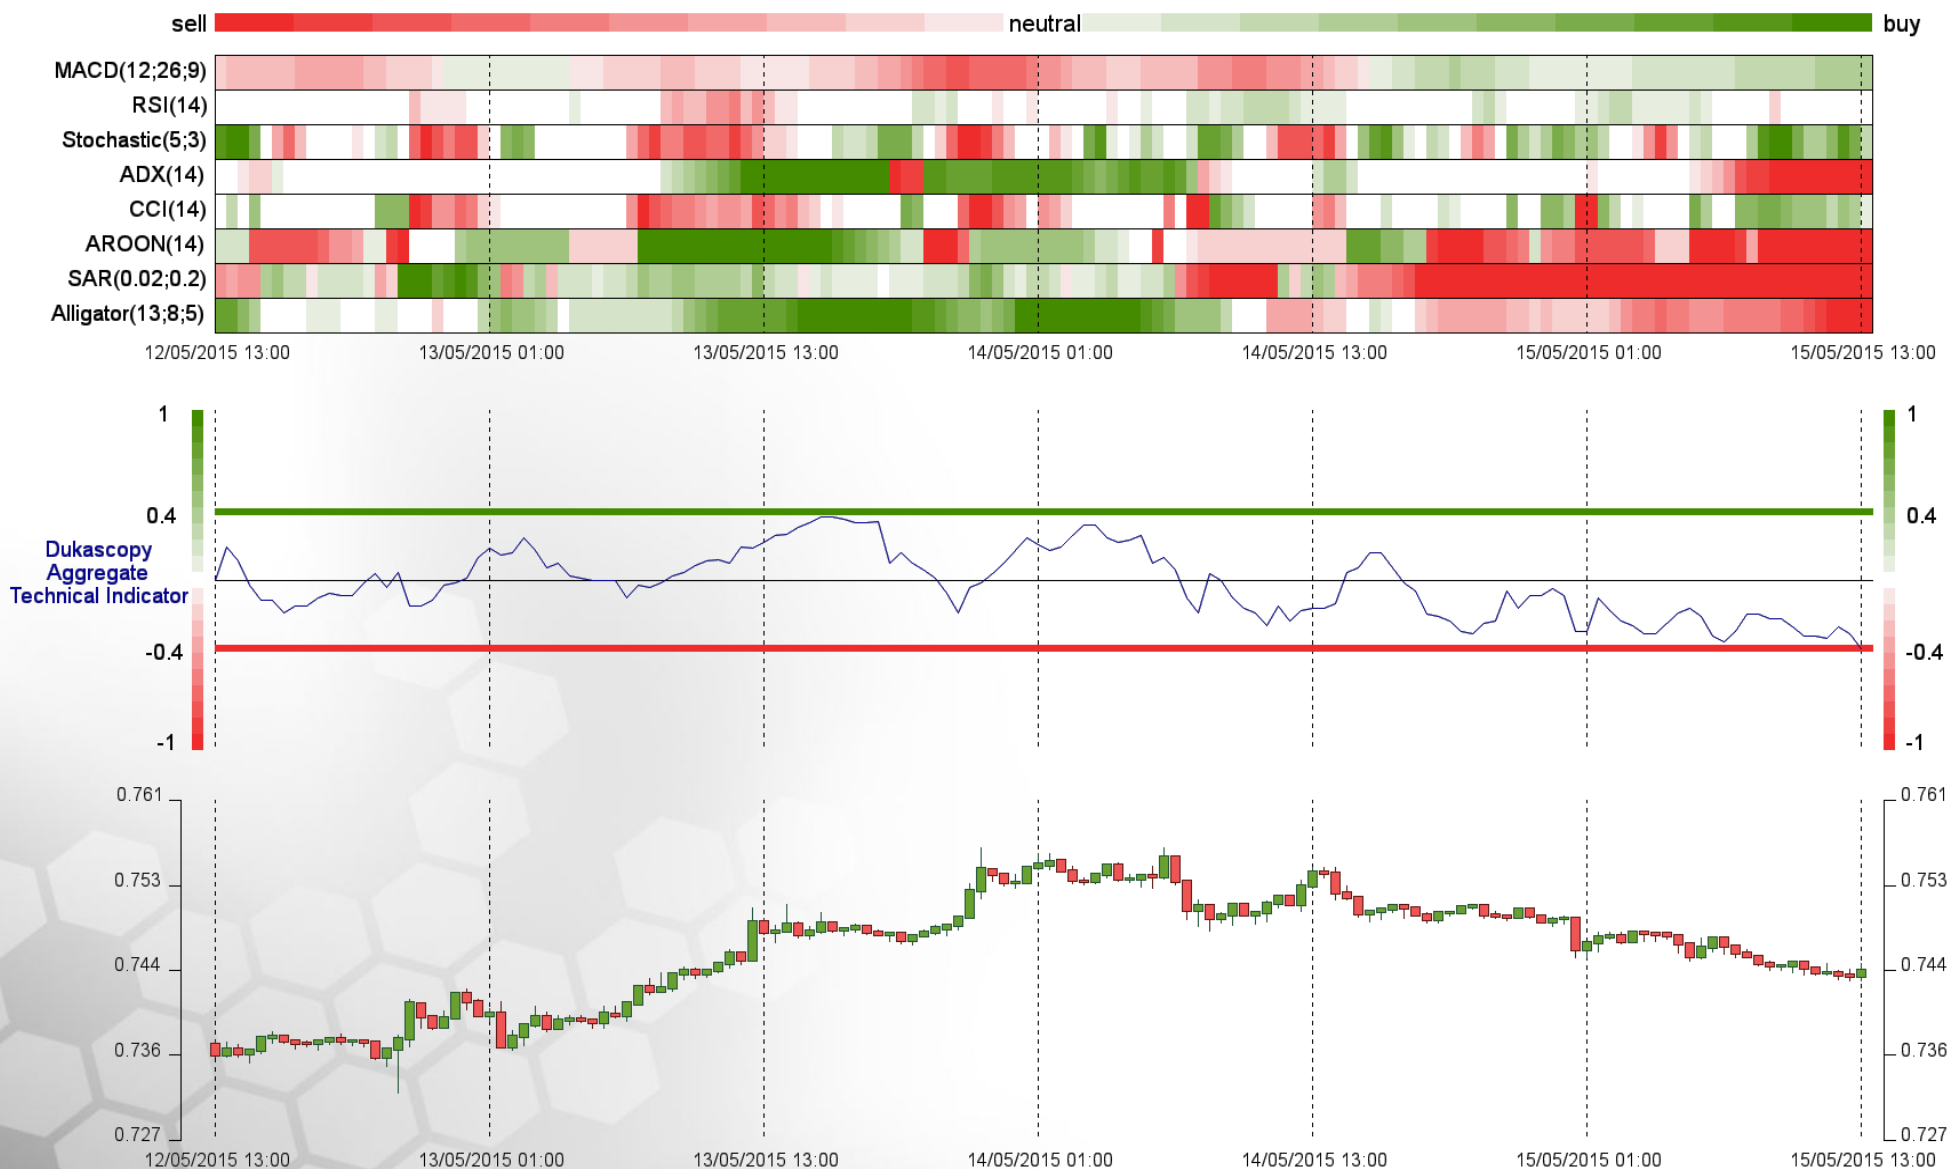 sell neutral buy
MACD(12;26;9)
RSI(14)
Stochastic(5;3)
ADX(14)
CCI(14)
AROON(14)
SAR(0.02;0.2)
Alligator(13;8;5)
12/05/2015 13:00 13/05/2015 01:00 13/05/2015 13:00 14/05/2015 01:00 14/05/2015 13:00 15/05/2015 01:00 15/05/2015 13:00
1 1
0.4 0.4
Dukascopy
Aggregate
Technical Indicator
-0.4 -0.4
-1 -1
0.761 0.761
0.753 0.753
0.744 0.744
0.736 0.736
0.727 0.727
12/05/2015 13:00 13/05/2015 01:00 13/05/2015 13:00 14/05/2015 01:00 14/05/2015 13:00 15/05/2015 01:00 15/05/2015 13:00